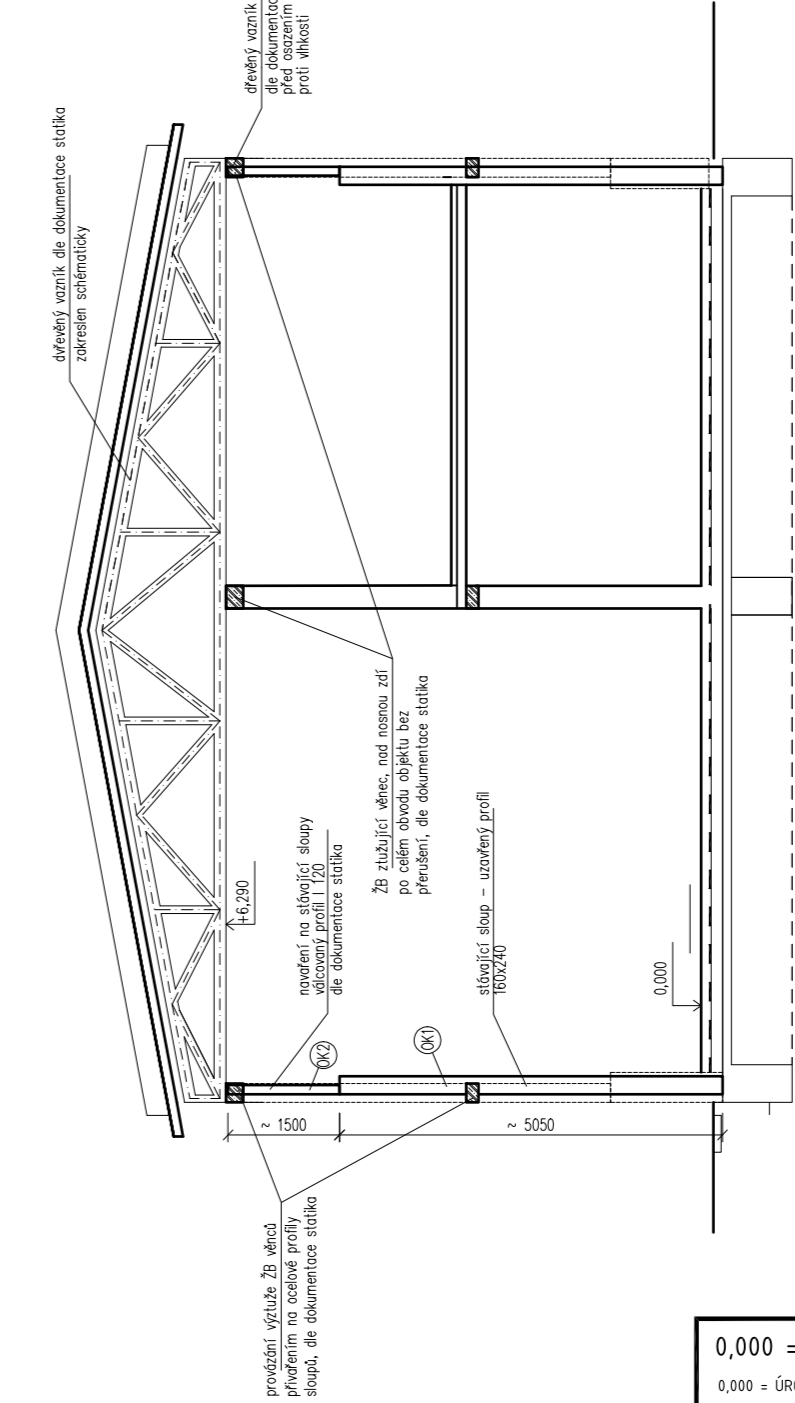 dřevěný vazník
dle dokumentac
před osazením
proti vlhkosti
dvřevěný vazník dle dokumentace statika
zakreslen schématicky
+6,290
navaření na stávající sloupy
válcovaný profil I 120
dle dokumentace statika
ŽB ztužující věnec, nad nosnou zdí
po celém obvodu objektu bez
přerušení, dle dokumentace statika
stávající sloup – uzavřený profil
160x240
0,000
OK2
OK1
~ 1500
~ 5050
provázání výztuže ŽB věnců
přivařením na ocelové profily
sloupů, dle dokumentace statika
0,000 =
0,000 = ÚRO